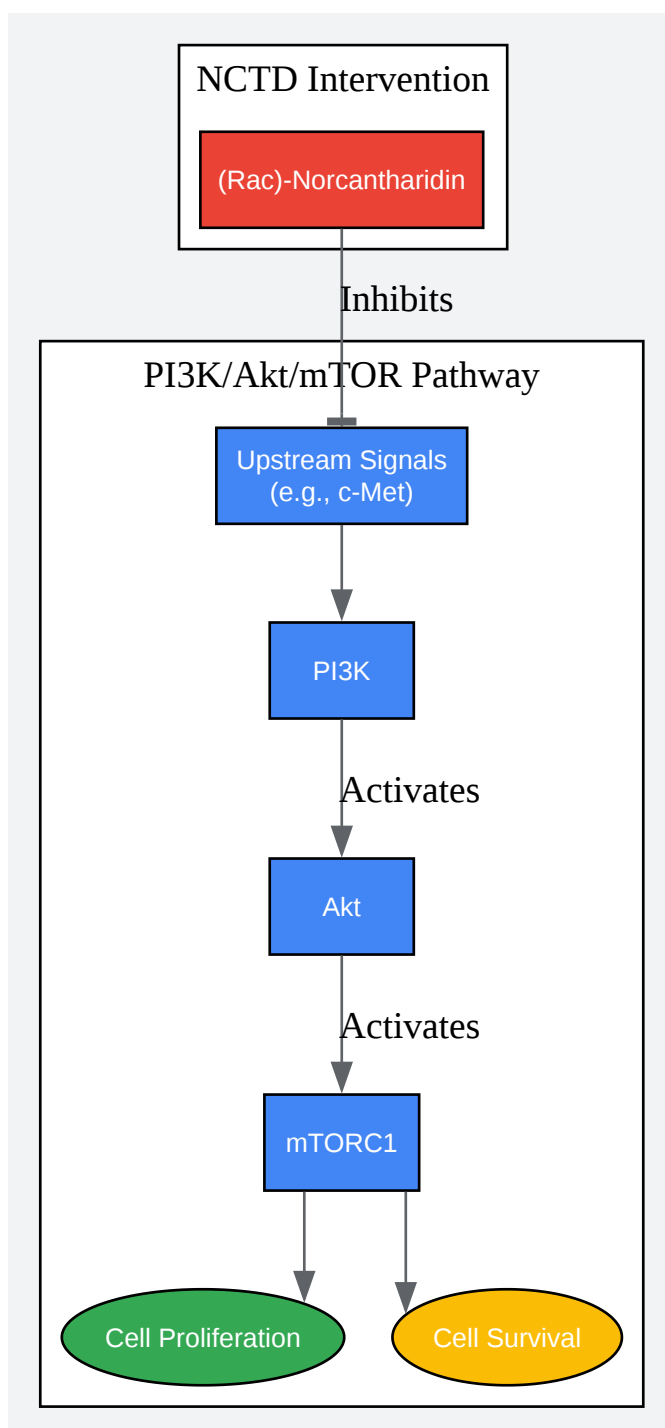 NCTD Intervention
(Rac)-Norcantharidin
Inhibits
PI3K/Akt/mTOR Pathway
Upstream Signals
(e.g., c-Met)
PI3K
Activates
Akt
Activates
mTORC1
Cell Proliferation
Cell Survival